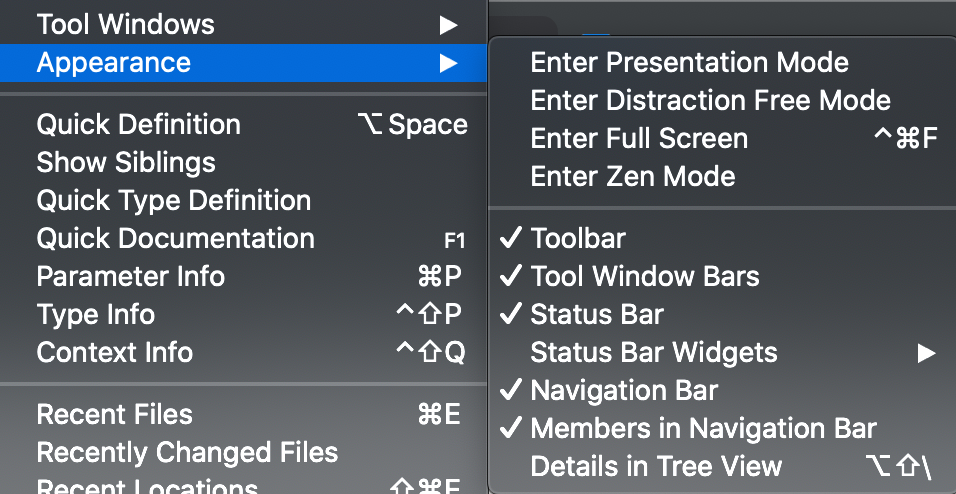 Tool Windows ▶
Appearance ▶
Quick Definition ⌥ Space
Show Siblings
Quick Type Definition
Quick Documentation F1
Parameter Info ⌘P
Type Info ^⇧P
Context Info ^⇧Q
Recent Files ⌘E
Recently Changed Files
Recent Locations ⇧⌘E
Enter Presentation Mode
Enter Distraction Free Mode
Enter Full Screen ^⌘F
Enter Zen Mode
✓ Toolbar
✓ Tool Window Bars
✓ Status Bar
Status Bar Widgets ▶
✓ Navigation Bar
✓ Members in Navigation Bar
Details in Tree View ⌥⇧\